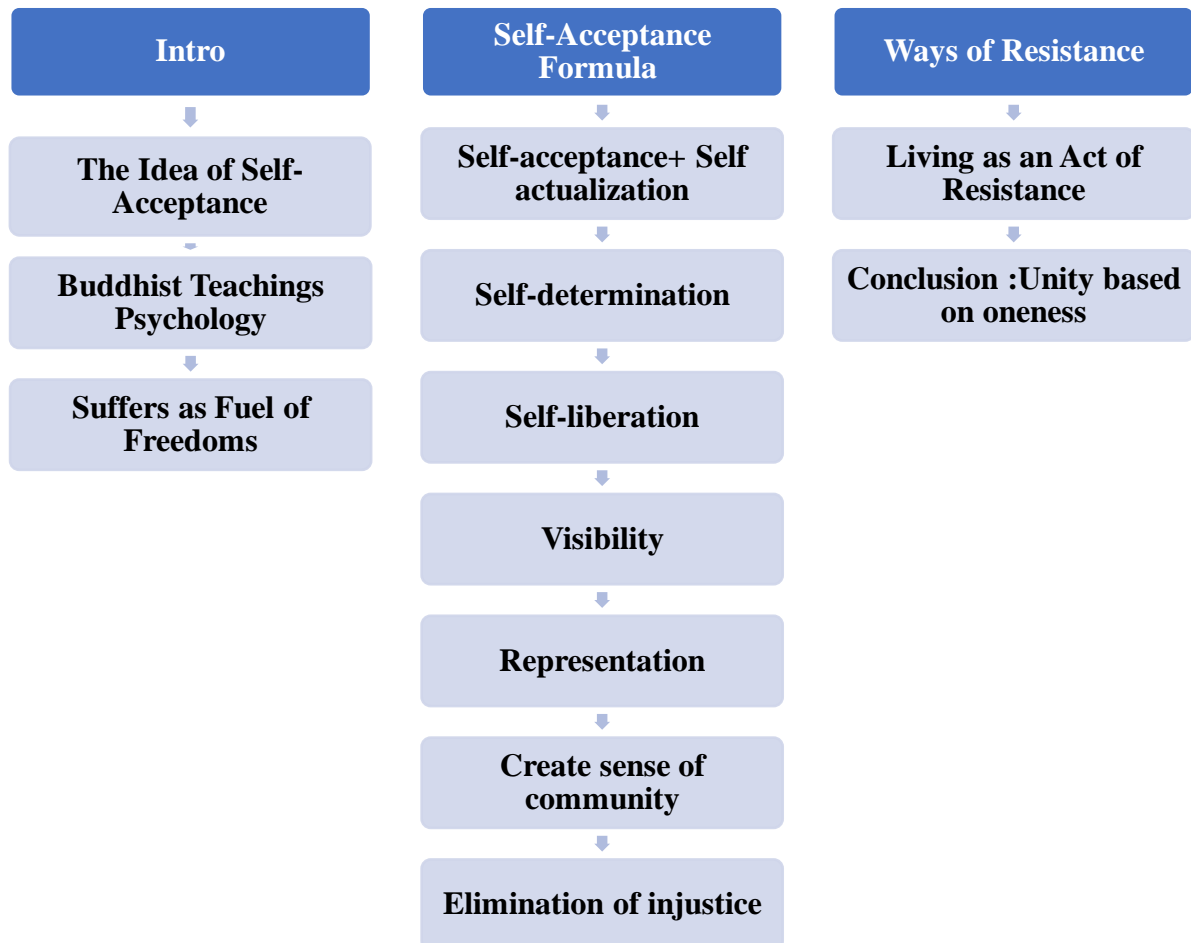 Intro
The Idea of Self-
Acceptance
Buddhist Teachings
Psychology
Suffers as Fuel of
Freedoms
Self-Acceptance
Formula
Self-acceptance+ Self
actualization
Self-determination
Self-liberation
Visibility
Representation
Create sense of
community
Elimination of injustice
Ways of Resistance
Living as an Act of
Resistance
Conclusion :Unity based
on oneness